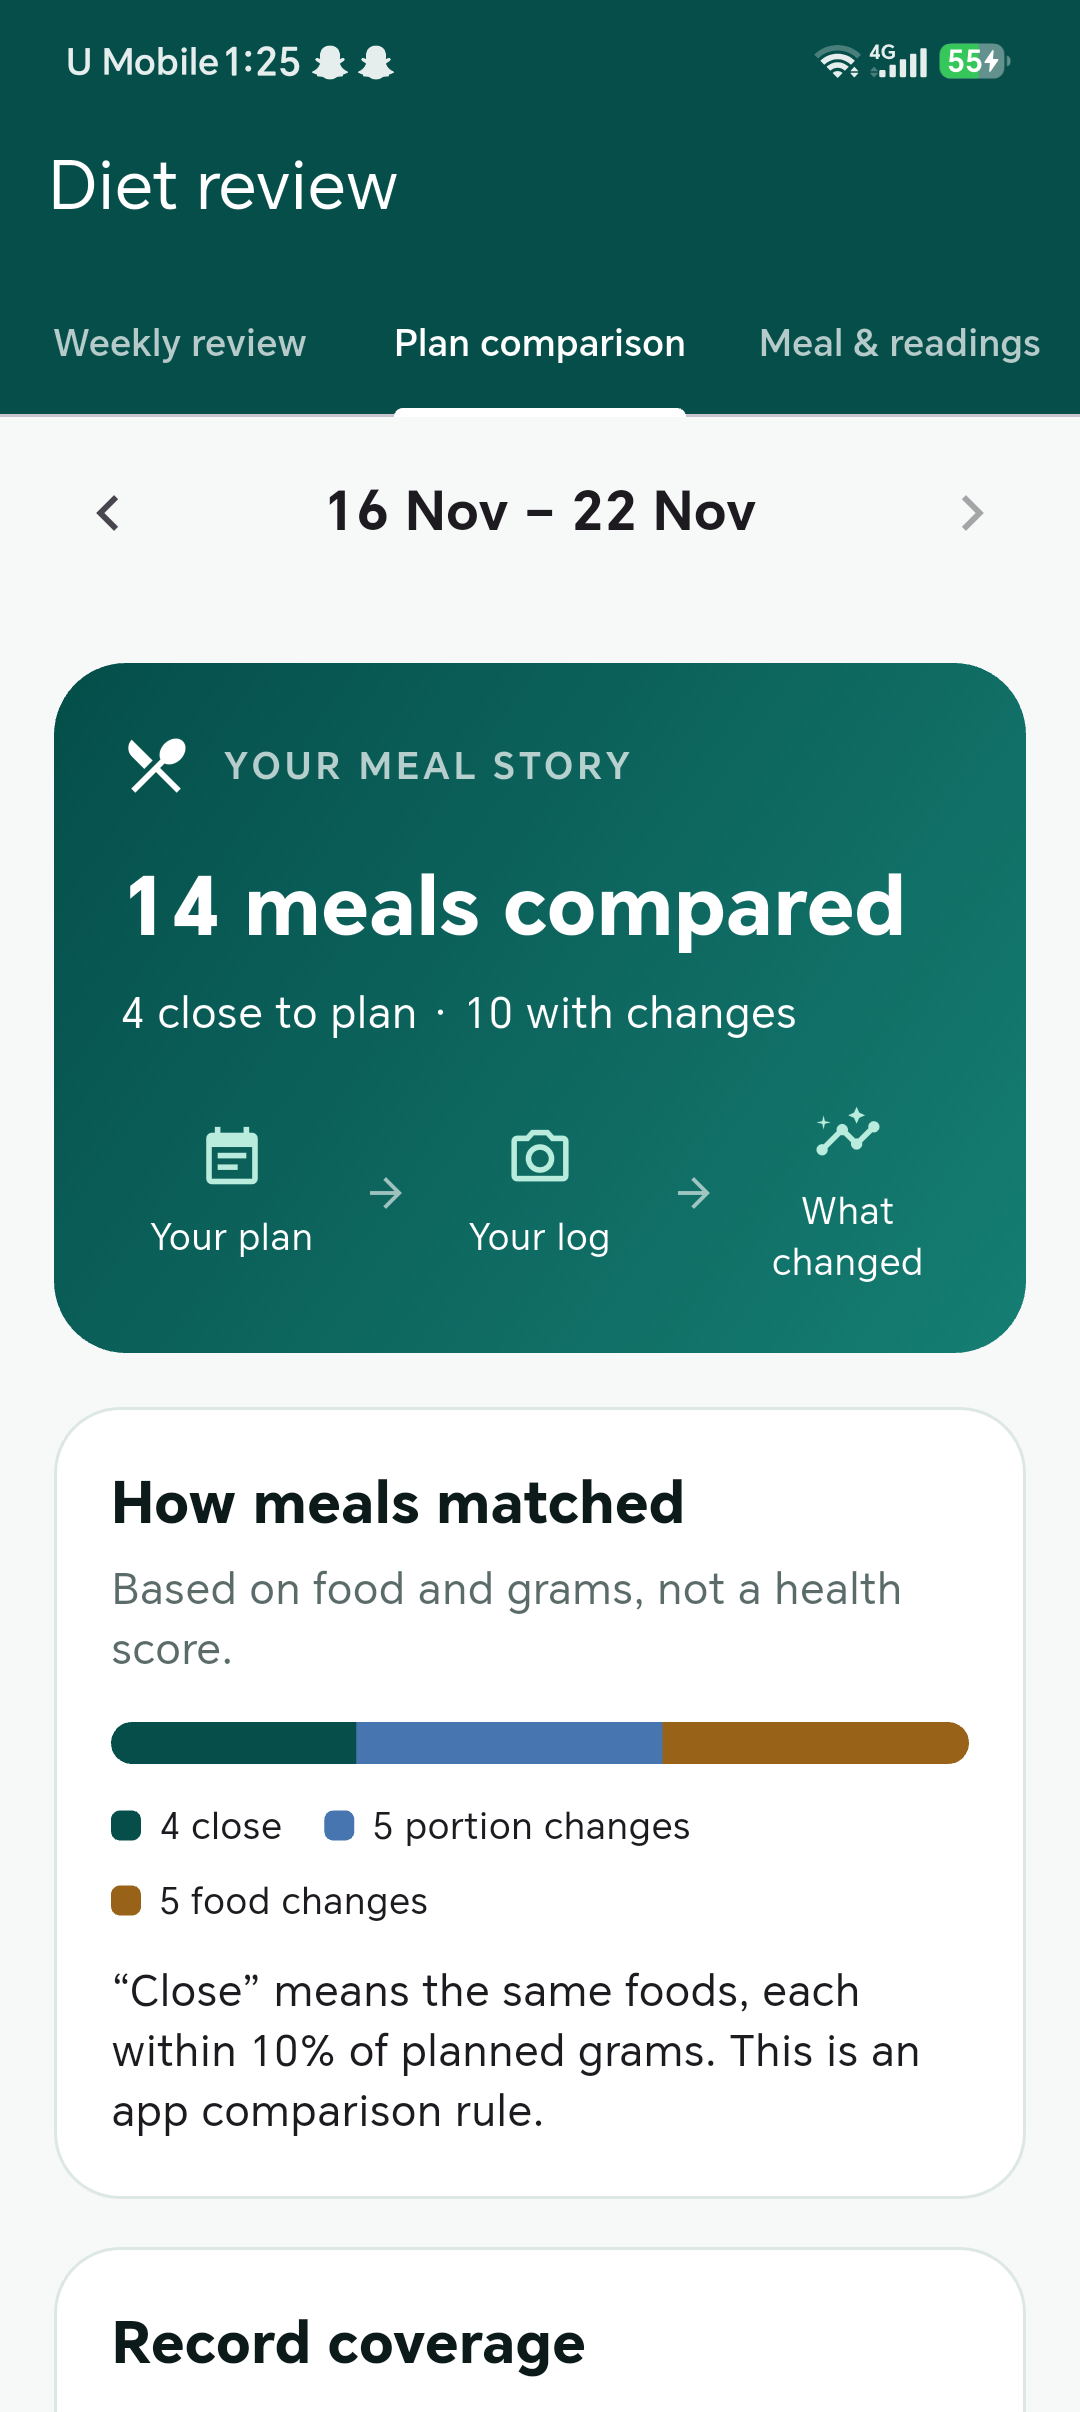 U Mobile 1:25
4G
55
Diet review
Weekly review
Plan comparison
Meal & readings
16 Nov – 22 Nov
YOUR MEAL STORY
14 meals compared
4 close to plan · 10 with changes
Your plan
Your log
What
changed
How meals matched
Based on food and grams, not a health
score.
4 close
5 portion changes
5 food changes
“Close” means the same foods, each
within 10% of planned grams. This is an
app comparison rule.
Record coverage